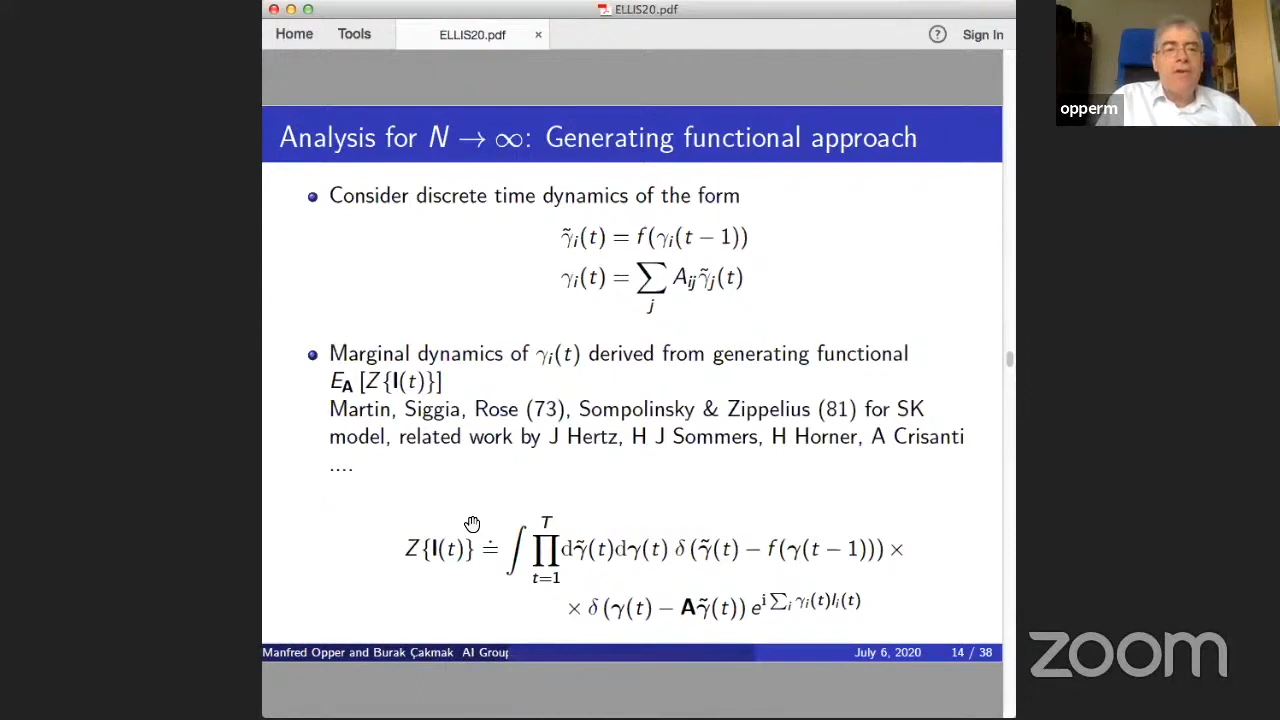 ELLIS20.pdf
Home Tools ELLIS20.pdf × ? Sign In
opperm
Analysis for N → ∞: Generating functional approach
Consider discrete time dynamics of the form
γ̃ᵢ(t) = f(γᵢ(t − 1))
γᵢ(t) = ∑ Aᵢⱼγ̃ⱼ(t)
j
Marginal dynamics of γᵢ(t) derived from generating functional
E_A [Z{l(t)}]
Martin, Siggia, Rose (73), Sompolinsky & Zippelius (81) for SK
model, related work by J Hertz, H J Sommers, H Horner, A Crisanti
....
Z{l(t)} ≐ ∫ ∏_{t=1}^{T} dγ̃(t)dγ(t) δ (γ̃(t) − f(γ(t − 1))) ×
× δ (γ(t) − Aγ̃(t)) e^{i ∑ᵢ γᵢ(t)lᵢ(t)}
Manfred Opper and Burak Çakmak AI Group July 6, 2020 14 / 38
zoom